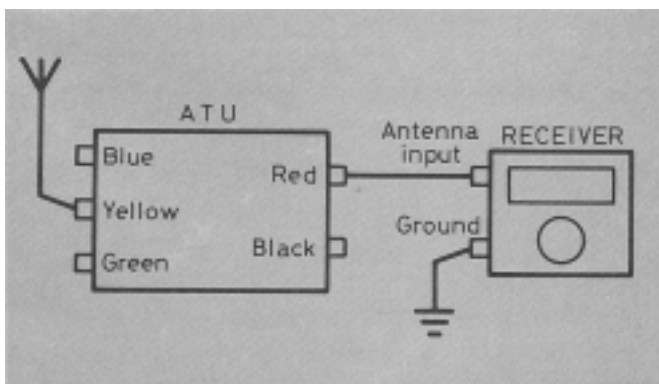 ATU
Blue
Yellow
Green
Red
Black
Antenna
input
RECEIVER
Ground